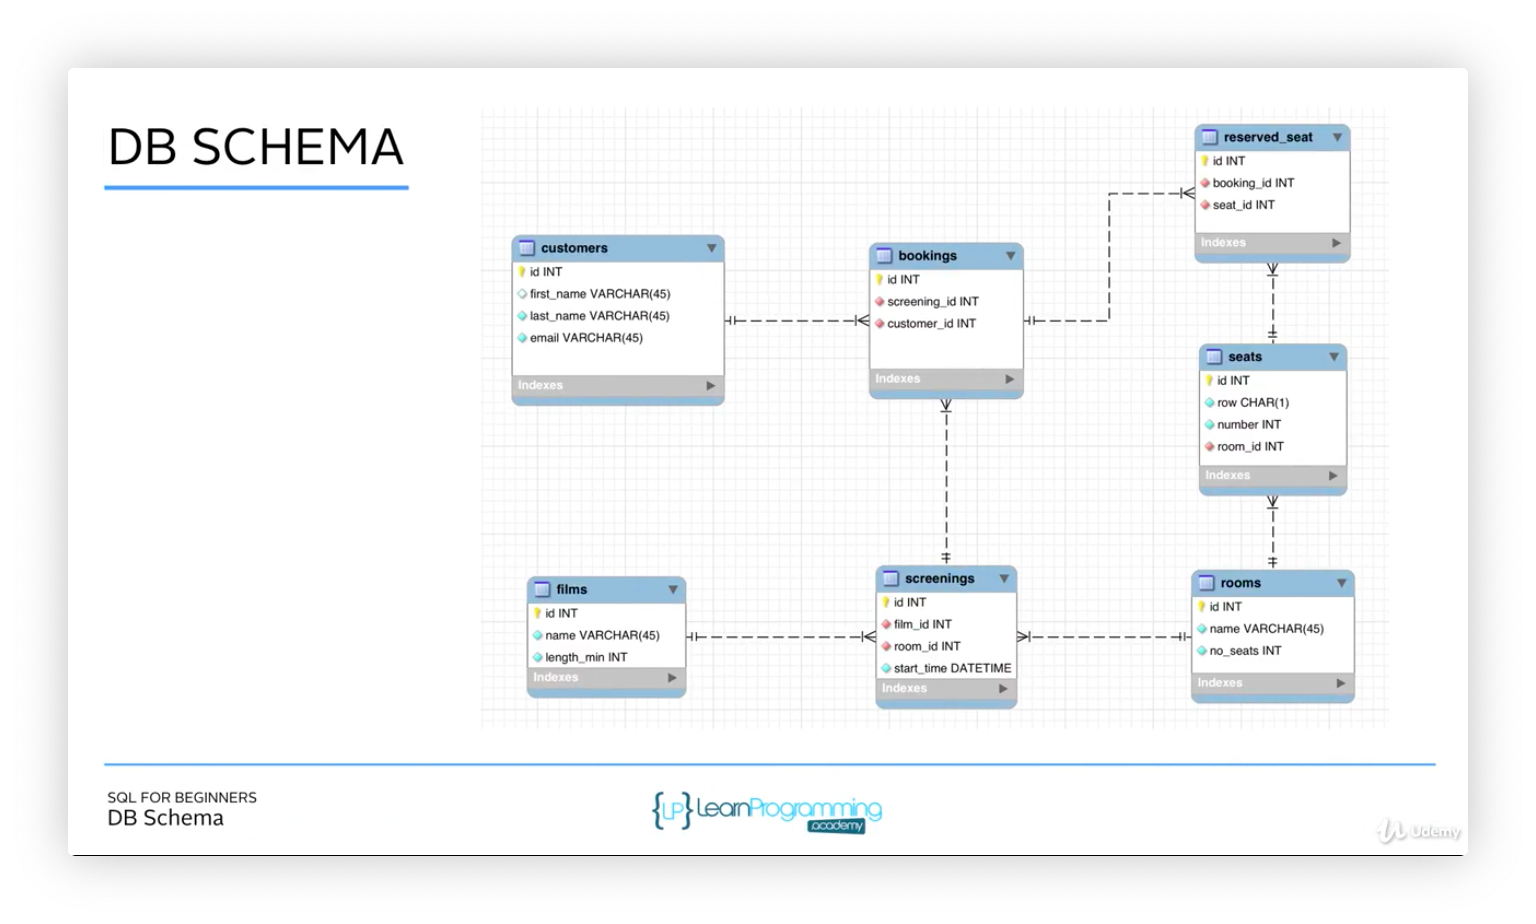 DB SCHEMA
customers
id INT
first_name VARCHAR(45)
last_name VARCHAR(45)
email VARCHAR(45)
Indexes
bookings
id INT
screening_id INT
customer_id INT
Indexes
reserved_seat
id INT
booking_id INT
seat_id INT
Indexes
seats
id INT
row CHAR(1)
number INT
room_id INT
Indexes
films
id INT
name VARCHAR(45)
length_min INT
Indexes
screenings
id INT
film_id INT
room_id INT
start_time DATETIME
Indexes
rooms
id INT
name VARCHAR(45)
no_seats INT
Indexes
SQL FOR BEGINNERS
DB Schema
{LP} LearnProgramming
academy
Udemy